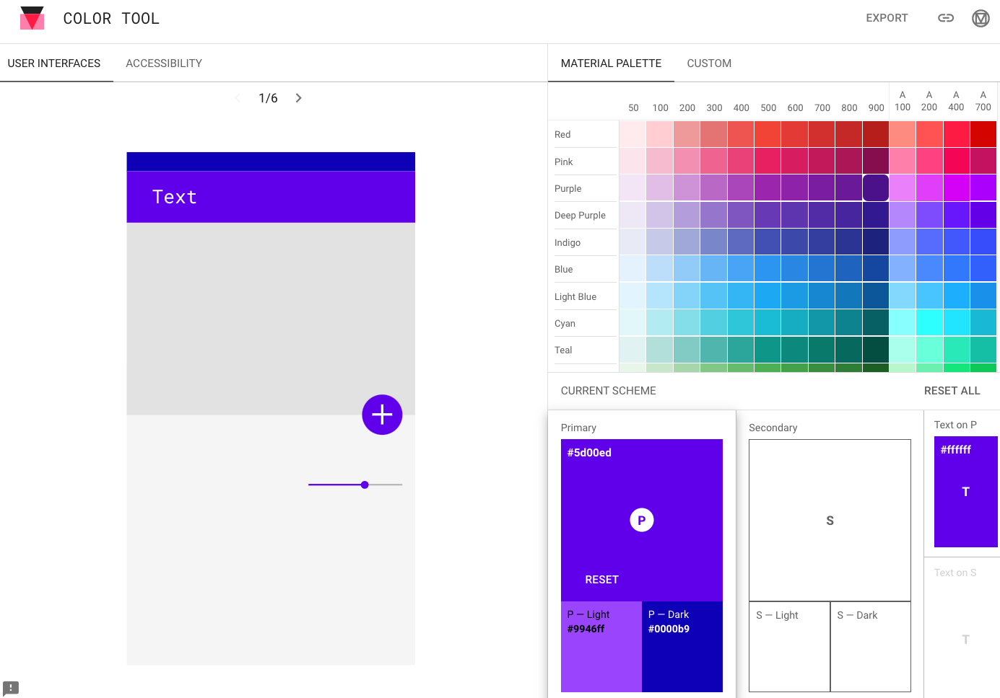 COLOR TOOL
EXPORT
USER INTERFACES
ACCESSIBILITY
MATERIAL PALETTE
CUSTOM
1/6
50 100 200 300 400 500 600 700 800 900 A 100 A 200 A 400 A 700
Red
Pink
Purple
Deep Purple
Indigo
Blue
Light Blue
Cyan
Teal
Text
CURRENT SCHEME
RESET ALL
Primary
#5d00ed
P
RESET
P — Light
#9946ff
P — Dark
#0000b9
Secondary
S
S — Light
S — Dark
Text on P
#ffffff
T
Text on S
T